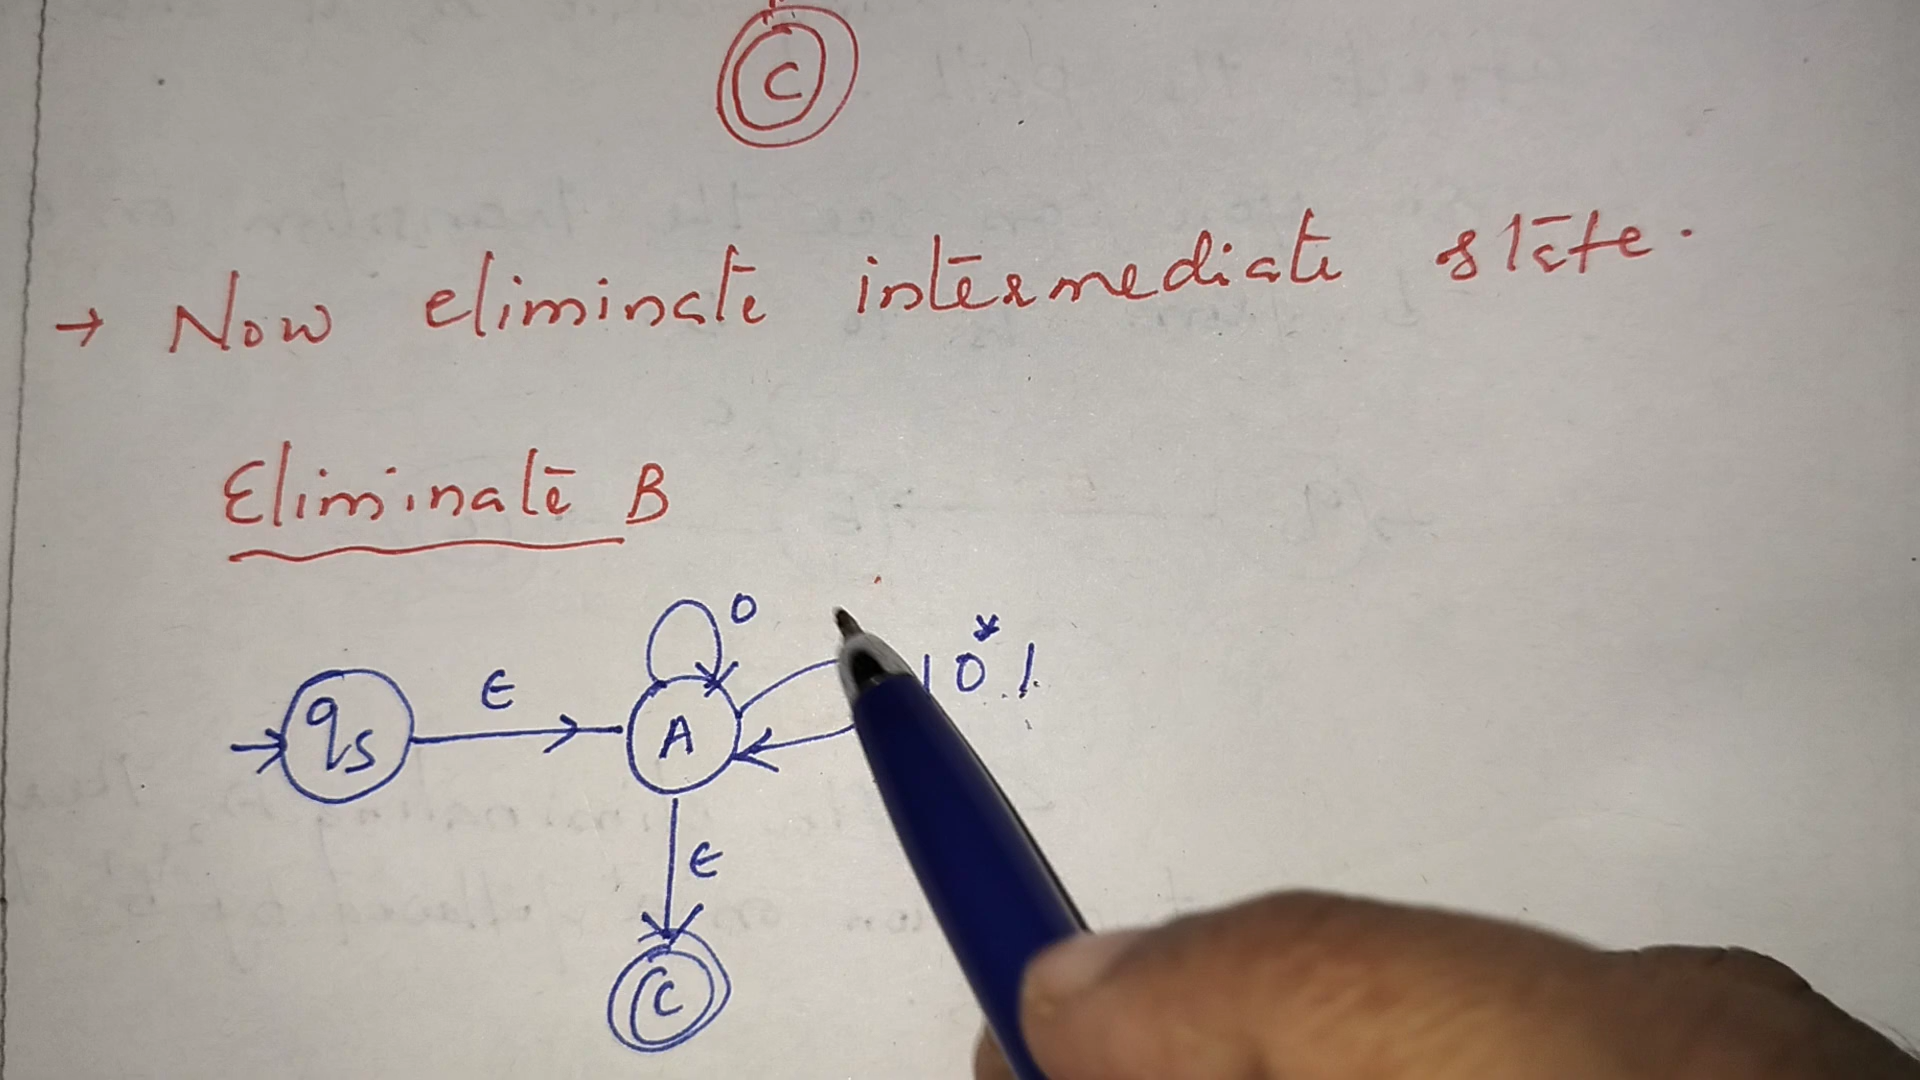 C
→ Now eliminate intermediate state.
Eliminate B
0
10*1
qs ϵ A
ϵ
C